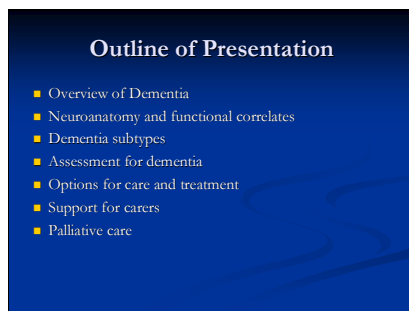 Outline of Presentation
Overview of Dementia
Neuroanatomy and functional correlates
Dementia subtypes
Assessment for dementia
Options for care and treatment
Support for carers
Palliative care